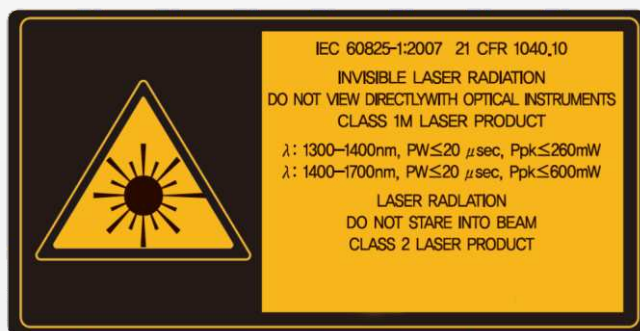 IEC 60825-1:2007 21 CFR 1040.10
INVISIBLE LASER RADIATION
DO NOT VIEW DIRECTLYWITH OPTICAL INSTRUMENTS
CLASS 1M LASER PRODUCT
λ: 1300-1400nm, PW≤20 μsec, Ppk≤260mW
λ: 1400-1700nm, PW≤20 μsec, Ppk≤600mW
LASER RADLATION
DO NOT STARE INTO BEAM
CLASS 2 LASER PRODUCT